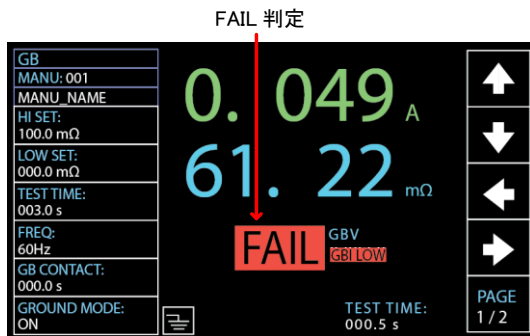 FAIL 判定
GB
MANU: 001
MANU_NAME
HI SET:
100.0 mΩ
LOW SET:
000.0 mΩ
TEST TIME:
003.0 s
FREQ:
60Hz
GB CONTACT:
000.0 s
GROUND MODE:
ON
0. 049 A
61. 22 mΩ
FAIL
GBV
GBI LOW
TEST TIME:
000.5 s
PAGE
1 / 2